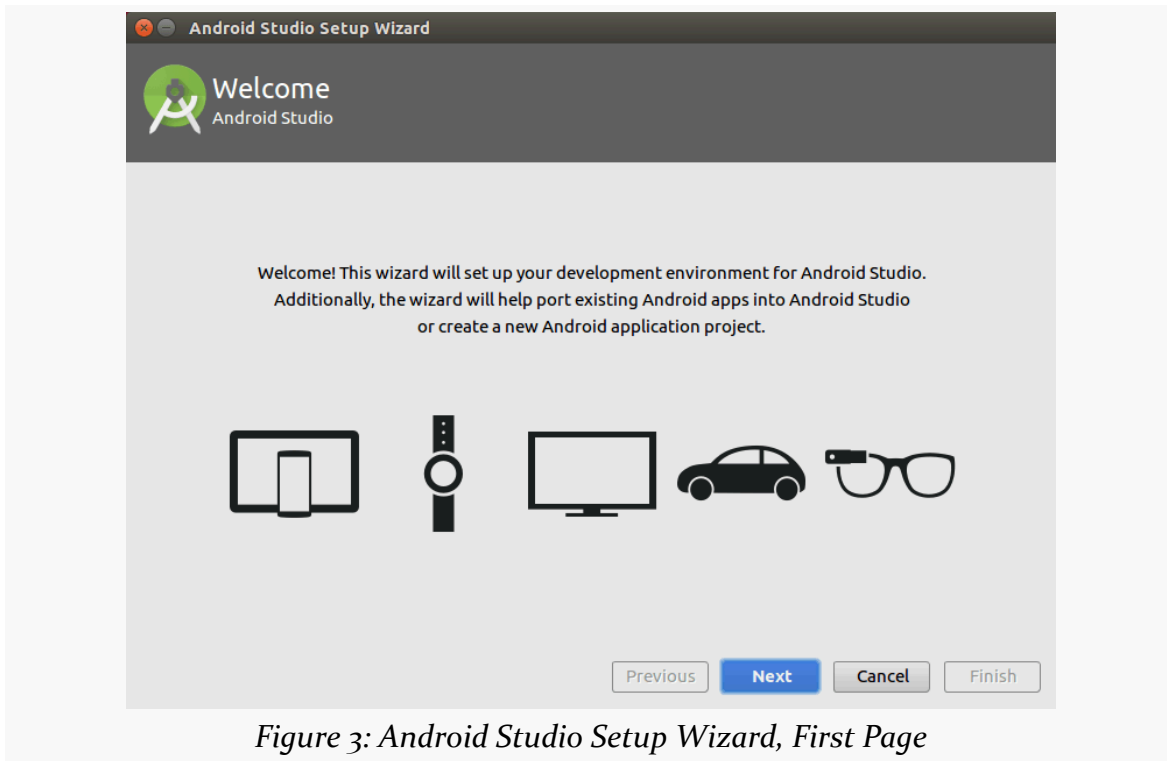 Android Studio Setup Wizard
Welcome
Android Studio
Welcome! This wizard will set up your development environment for Android Studio.
Additionally, the wizard will help port existing Android apps into Android Studio
or create a new Android application project.
Previous Next Cancel Finish
Figure 3: Android Studio Setup Wizard, First Page